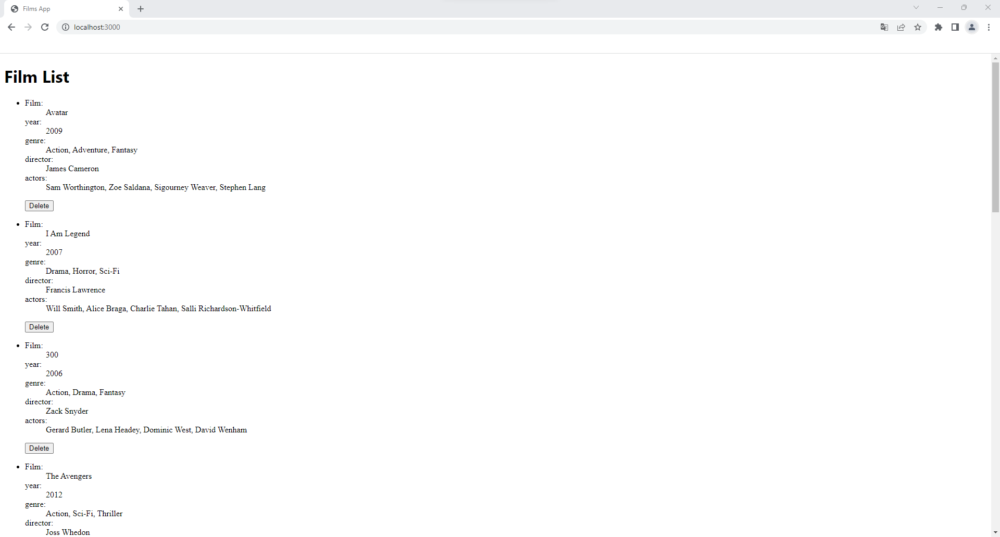 Films App
localhost:3000
Film List
Film:
Avatar
year:
2009
genre:
Action, Adventure, Fantasy
director:
James Cameron
actors:
Sam Worthington, Zoe Saldana, Sigourney Weaver, Stephen Lang
Delete
Film:
I Am Legend
year:
2007
genre:
Drama, Horror, Sci-Fi
director:
Francis Lawrence
actors:
Will Smith, Alice Braga, Charlie Tahan, Salli Richardson-Whitfield
Delete
Film:
300
year:
2006
genre:
Action, Drama, Fantasy
director:
Zack Snyder
actors:
Gerard Butler, Lena Headey, Dominic West, David Wenham
Delete
Film:
The Avengers
year:
2012
genre:
Action, Sci-Fi, Thriller
director:
Joss Whedon